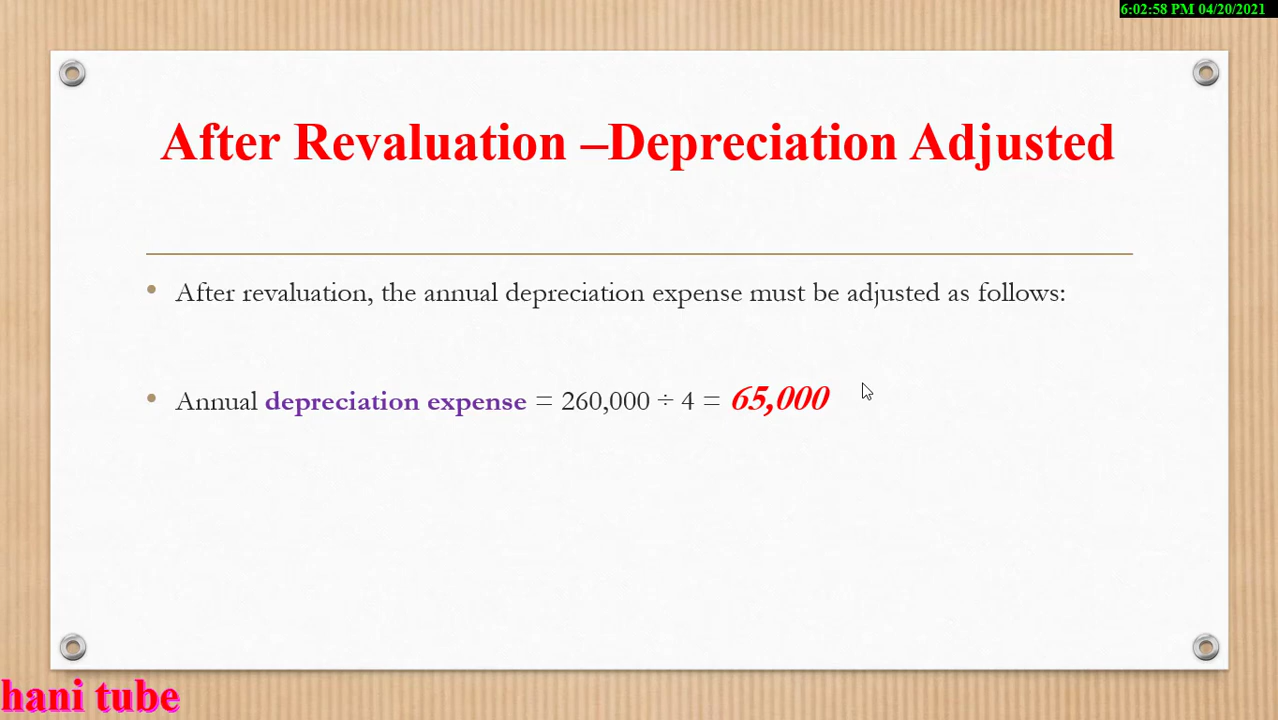 6:02:58 PM 04/20/2021
After Revaluation –Depreciation Adjusted
• After revaluation, the annual depreciation expense must be adjusted as follows:
• Annual depreciation expense = 260,000 ÷ 4 = 65,000
hani tube